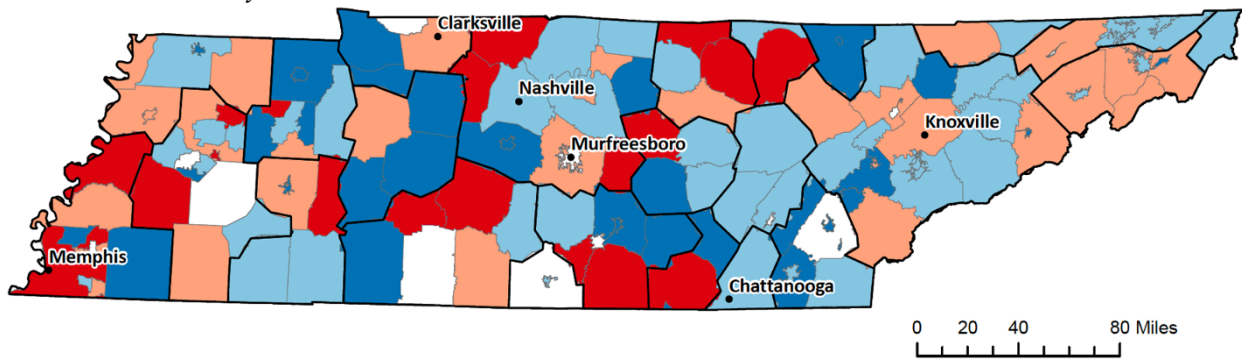 Clarksville
Nashville
Knoxville
Murfreesboro
Memphis
Chattanooga
0 20 40 80 Miles